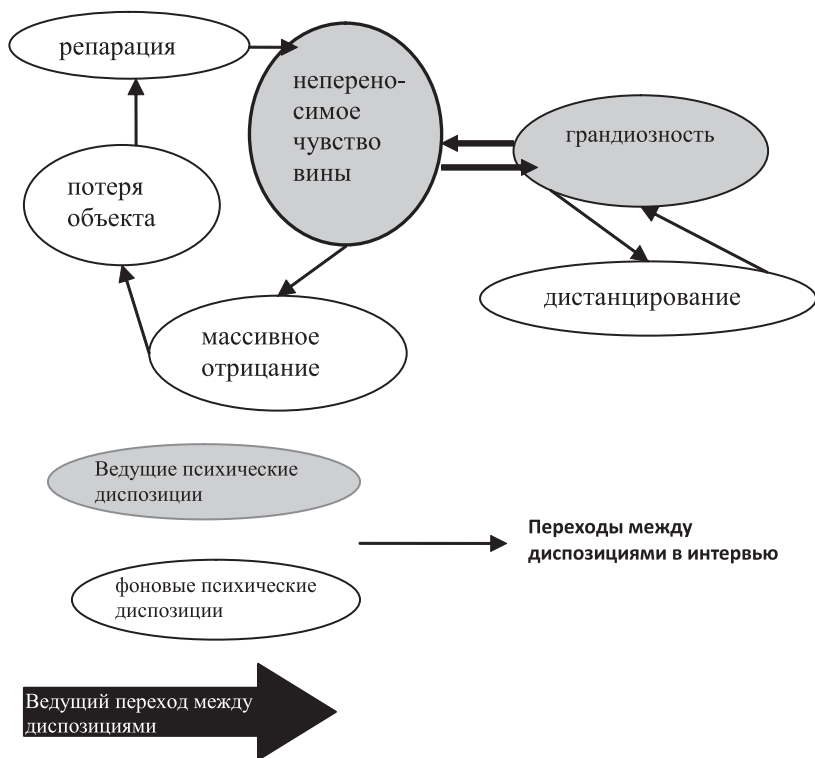 репарация
неперено-
симое
чувство
вины
грандиозность
потеря
объекта
дистанцирование
массивное
отрицание
Ведущие психические
диспозиции
Переходы между
диспозициями в интервью
фоновые психические
диспозиции
Ведущий переход между
диспозициями